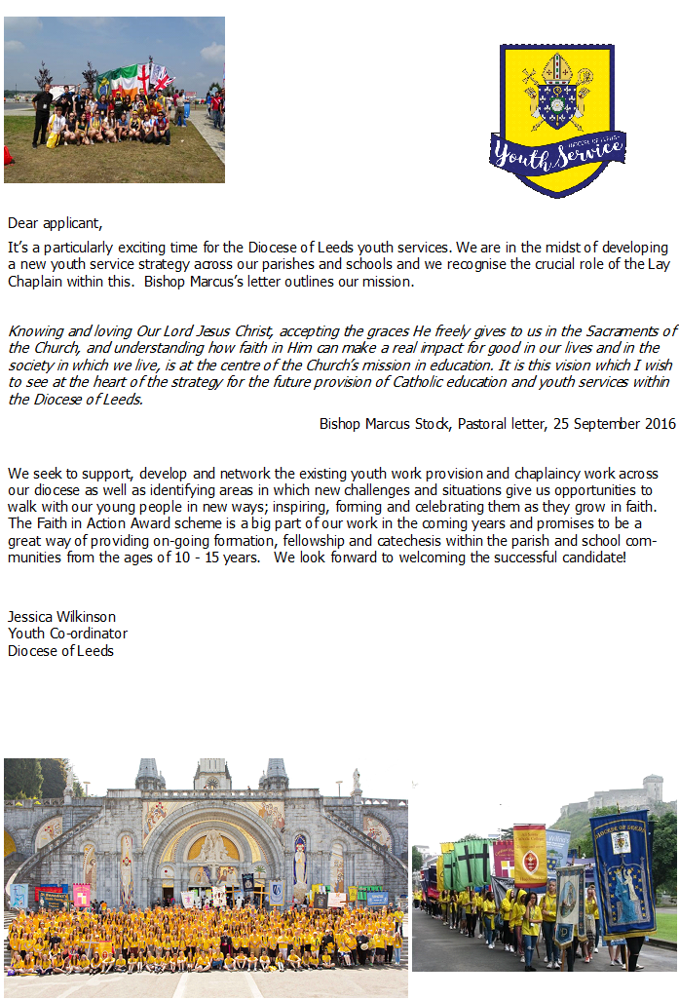 DIOCESE OF LEEDS
Youth Service
Dear applicant,
It’s a particularly exciting time for the Diocese of Leeds youth services. We are in the midst of developing
a new youth service strategy across our parishes and schools and we recognise the crucial role of the Lay
Chaplain within this.  Bishop Marcus’s letter outlines our mission.
Knowing and loving Our Lord Jesus Christ, accepting the graces He freely gives to us in the Sacraments of
the Church, and understanding how faith in Him can make a real impact for good in our lives and in the
society in which we live, is at the centre of the Church’s mission in education. It is this vision which I wish
to see at the heart of the strategy for the future provision of Catholic education and youth services within
the Diocese of Leeds.
Bishop Marcus Stock, Pastoral letter, 25 September 2016
We seek to support, develop and network the existing youth work provision and chaplaincy work across
our diocese as well as identifying areas in which new challenges and situations give us opportunities to
walk with our young people in new ways; inspiring, forming and celebrating them as they grow in faith.
The Faith in Action Award scheme is a big part of our work in the coming years and promises to be a
great way of providing on-going formation, fellowship and catechesis within the parish and school com-
munities from the ages of 10 - 15 years.   We look forward to welcoming the successful candidate!
Jessica Wilkinson
Youth Co-ordinator
Diocese of Leeds
DIOCESE OF LEEDS